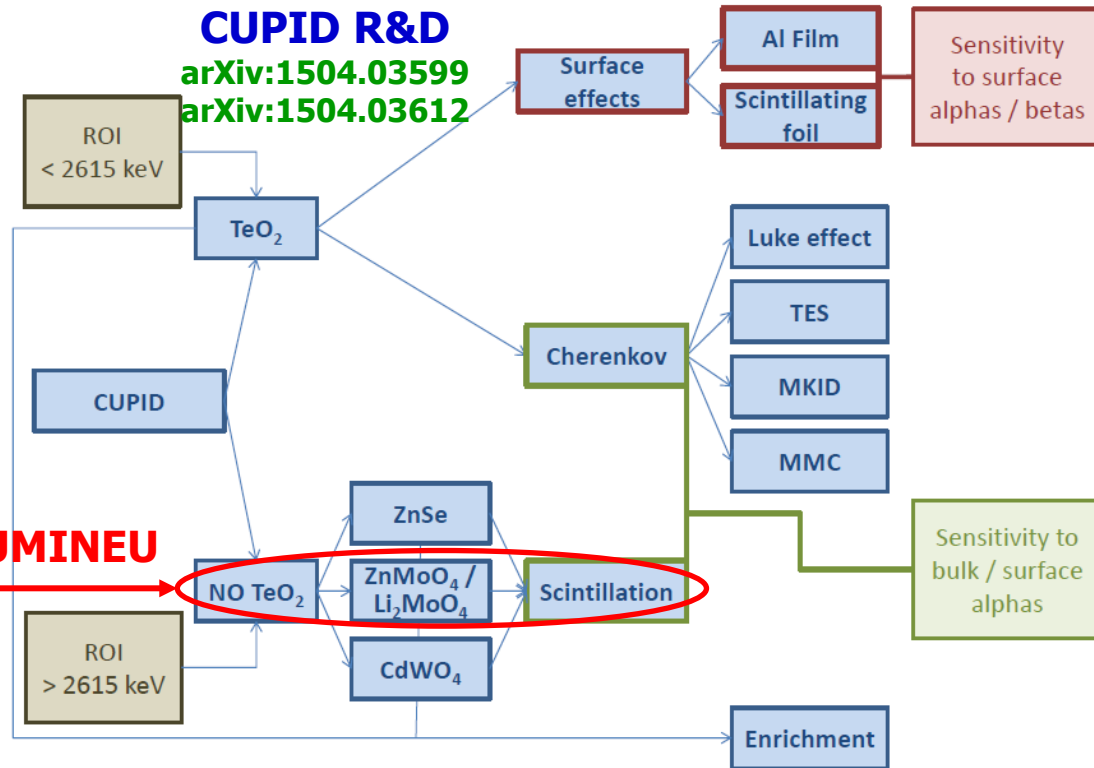 CUPID R&D
arXiv:1504.03599
arXiv:1504.03612
ROI
< 2615 keV
TeO₂
CUPID
Surface
effects
Al Film
Scintillating
foil
Sensitivity
to surface
alphas / betas
Cherenkov
Luke effect
TES
MKID
MMC
UMINEU
NO TeO₂
ZnSe
ZnMoO₄ /
Li₂MoO₄
CdWO₄
Scintillation
Sensitivity to
bulk / surface
alphas
ROI
> 2615 keV
Enrichment